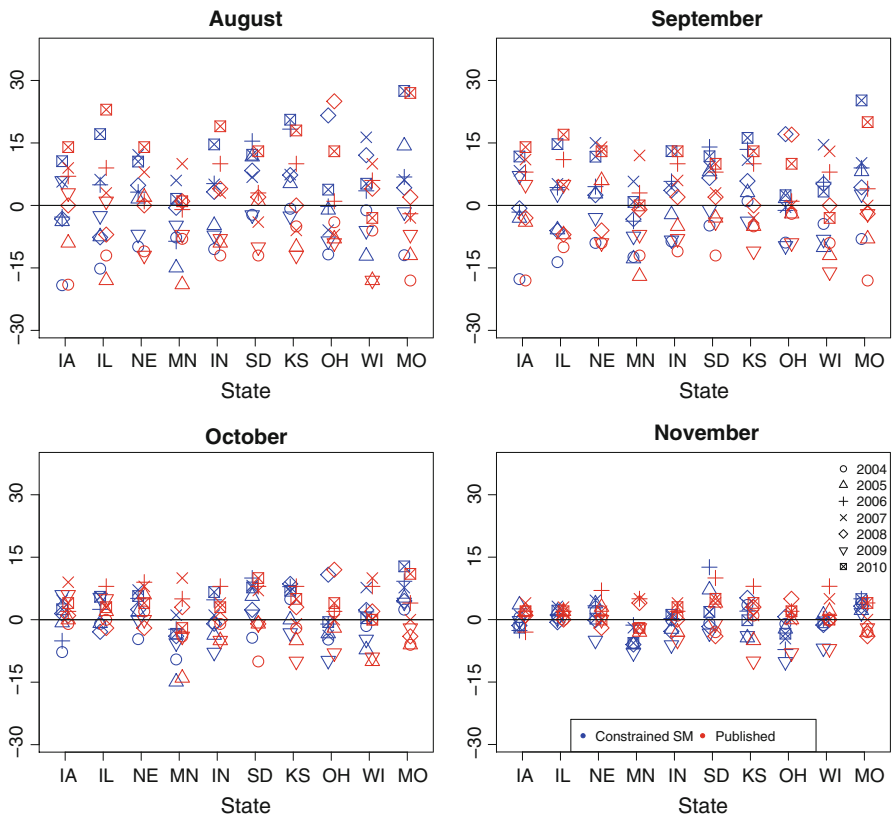 August
30
15
0
−15
−30
IA IL NE MN IN SD KS OH WI MO
State
September
30
15
0
−15
−30
IA IL NE MN IN SD KS OH WI MO
State
October
30
15
0
−15
−30
IA IL NE MN IN SD KS OH WI MO
State
November
30
15
0
−15
−30
2004
2005
2006
2007
2008
2009
2010
Constrained SM Published
IA IL NE MN IN SD KS OH WI MO
State